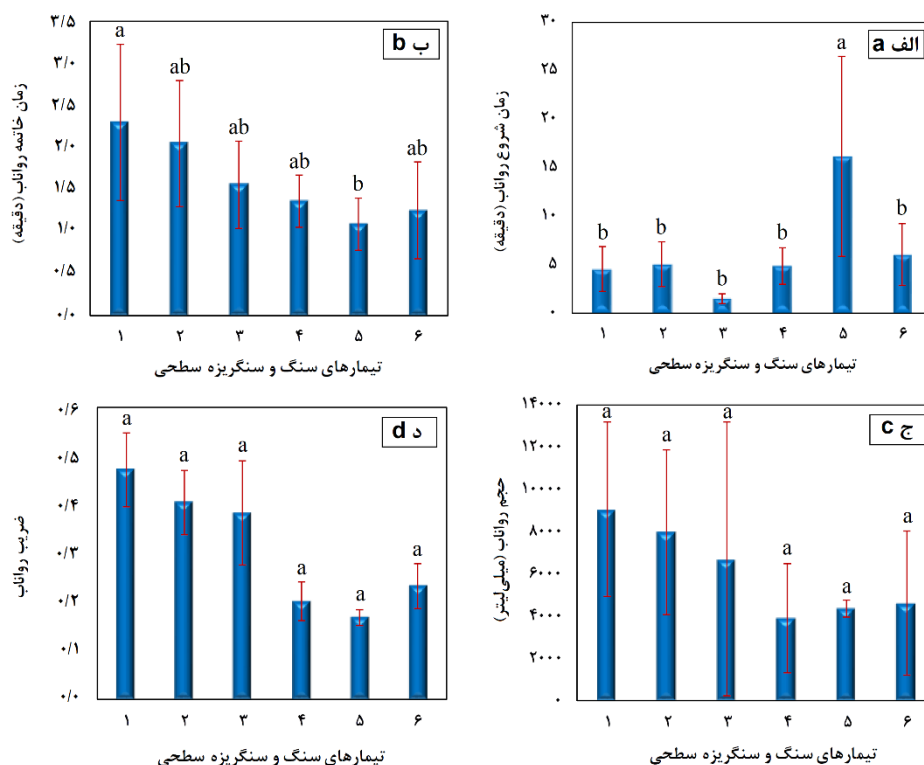 الف a
زمان شروع رواناب (دقیقه)
۳۰
۲۵
۲۰
۱۵
۱۰
۵
۰
b
b
b
b
a
b
۱ ۲ ۳ ۴ ۵ ۶
تیمارهای سنگ و سنگریزه سطحی
ب b
زمان خاتمه رواناب (دقیقه)
۳/۵
۳/۰
۲/۵
۲/۰
۱/۵
۱/۰
۰/۵
۰/۰
a
ab
ab
ab
b
ab
۱ ۲ ۳ ۴ ۵ ۶
تیمارهای سنگ و سنگریزه سطحی
ج c
حجم رواناب (میلی‌لیتر)
۱۴۰۰۰
۱۲۰۰۰
۱۰۰۰۰
۸۰۰۰
۶۰۰۰
۴۰۰۰
۲۰۰۰
۰
a
a
a
a
a
a
۱ ۲ ۳ ۴ ۵ ۶
تیمارهای سنگ و سنگریزه سطحی
د d
ضریب رواناب
۰/۶
۰/۵
۰/۴
۰/۳
۰/۲
۰/۱
۰/۰
a
a
a
a
a
a
۱ ۲ ۳ ۴ ۵ ۶
تیمارهای سنگ و سنگریزه سطحی